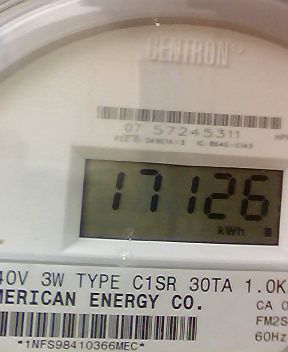 CENTRON®
07 57245311
17126
kWh
40V 3W TYPE C1SR 30TA 1.0K
MERICAN ENERGY CO.
CA 0
FM2S
60Hz
*1NFS98410366MEC*